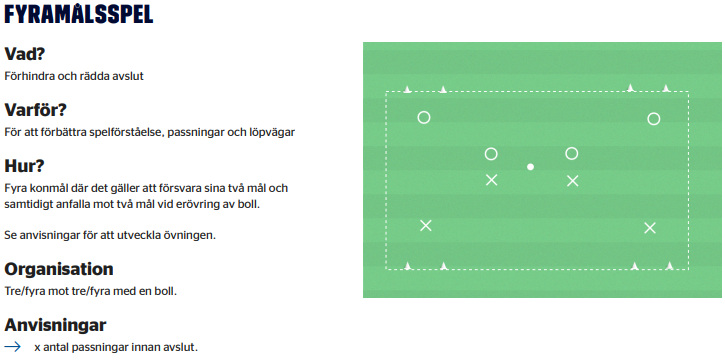 FYRAMÅLSSPEL
Vad?
Förhindra och rädda avslut
Varför?
För att förbättra spelförståelse, passningar och löpvägar
Hur?
Fyra konmål där det gäller att försvara sina två mål och
samtidigt anfalla mot två mål vid erövring av boll.
Se anvisningar för att utveckla övningen.
Organisation
Tre/fyra mot tre/fyra med en boll.
Anvisningar
→ x antal passningar innan avslut.